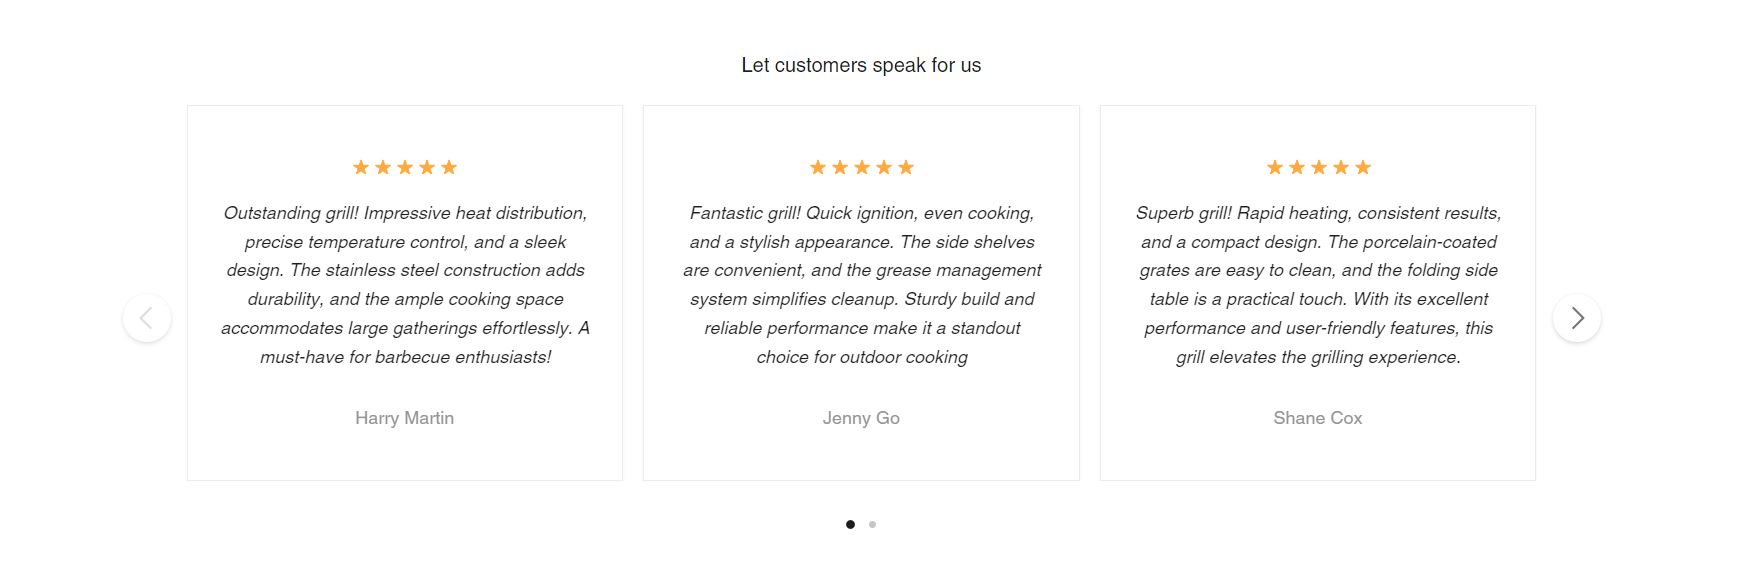 Let customers speak for us
Outstanding grill! Impressive heat distribution,
precise temperature control, and a sleek
design. The stainless steel construction adds
durability, and the ample cooking space
accommodates large gatherings effortlessly. A
must-have for barbecue enthusiasts!
Harry Martin
Fantastic grill! Quick ignition, even cooking,
and a stylish appearance. The side shelves
are convenient, and the grease management
system simplifies cleanup. Sturdy build and
reliable performance make it a standout
choice for outdoor cooking
Jenny Go
Superb grill! Rapid heating, consistent results,
and a compact design. The porcelain-coated
grates are easy to clean, and the folding side
table is a practical touch. With its excellent
performance and user-friendly features, this
grill elevates the grilling experience.
Shane Cox